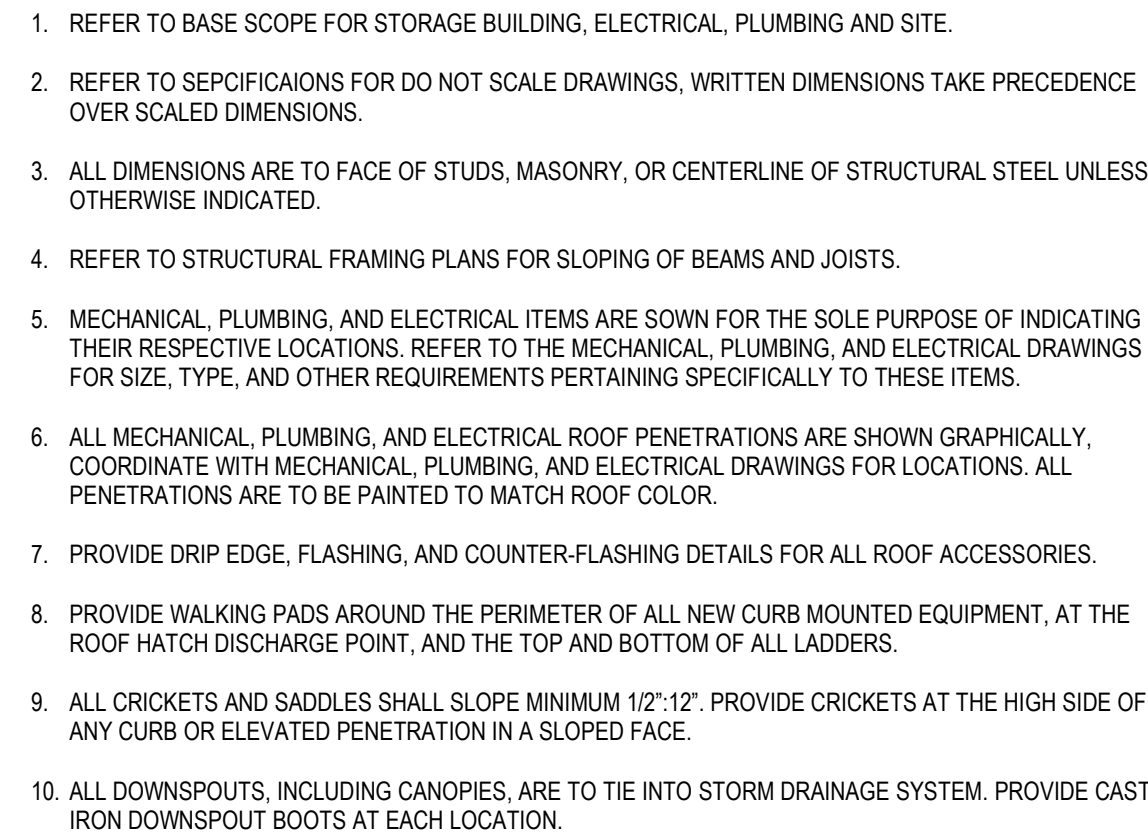 1. REFER TO BASE SCOPE FOR STORAGE BUILDING, ELECTRICAL, PLUMBING AND SITE.
2. REFER TO SEPCIFICAIONS FOR DO NOT SCALE DRAWINGS, WRITTEN DIMENSIONS TAKE PRECEDENCE
OVER SCALED DIMENSIONS.
3. ALL DIMENSIONS ARE TO FACE OF STUDS, MASONRY, OR CENTERLINE OF STRUCTURAL STEEL UNLESS
OTHERWISE INDICATED.
4. REFER TO STRUCTURAL FRAMING PLANS FOR SLOPING OF BEAMS AND JOISTS.
5. MECHANICAL, PLUMBING, AND ELECTRICAL ITEMS ARE SOWN FOR THE SOLE PURPOSE OF INDICATING
THEIR RESPECTIVE LOCATIONS. REFER TO THE MECHANICAL, PLUMBING, AND ELECTRICAL DRAWINGS
FOR SIZE, TYPE, AND OTHER REQUIREMENTS PERTAINING SPECIFICALLY TO THESE ITEMS.
6. ALL MECHANICAL, PLUMBING, AND ELECTRICAL ROOF PENETRATIONS ARE SHOWN GRAPHICALLY,
COORDINATE WITH MECHANICAL, PLUMBING, AND ELECTRICAL DRAWINGS FOR LOCATIONS. ALL
PENETRATIONS ARE TO BE PAINTED TO MATCH ROOF COLOR.
7. PROVIDE DRIP EDGE, FLASHING, AND COUNTER-FLASHING DETAILS FOR ALL ROOF ACCESSORIES.
8. PROVIDE WALKING PADS AROUND THE PERIMETER OF ALL NEW CURB MOUNTED EQUIPMENT, AT THE
ROOF HATCH DISCHARGE POINT, AND THE TOP AND BOTTOM OF ALL LADDERS.
9. ALL CRICKETS AND SADDLES SHALL SLOPE MINIMUM 1/2”:12”. PROVIDE CRICKETS AT THE HIGH SIDE OF
ANY CURB OR ELEVATED PENETRATION IN A SLOPED FACE.
10. ALL DOWNSPOUTS, INCLUDING CANOPIES, ARE TO TIE INTO STORM DRAINAGE SYSTEM. PROVIDE CAST
IRON DOWNSPOUT BOOTS AT EACH LOCATION.